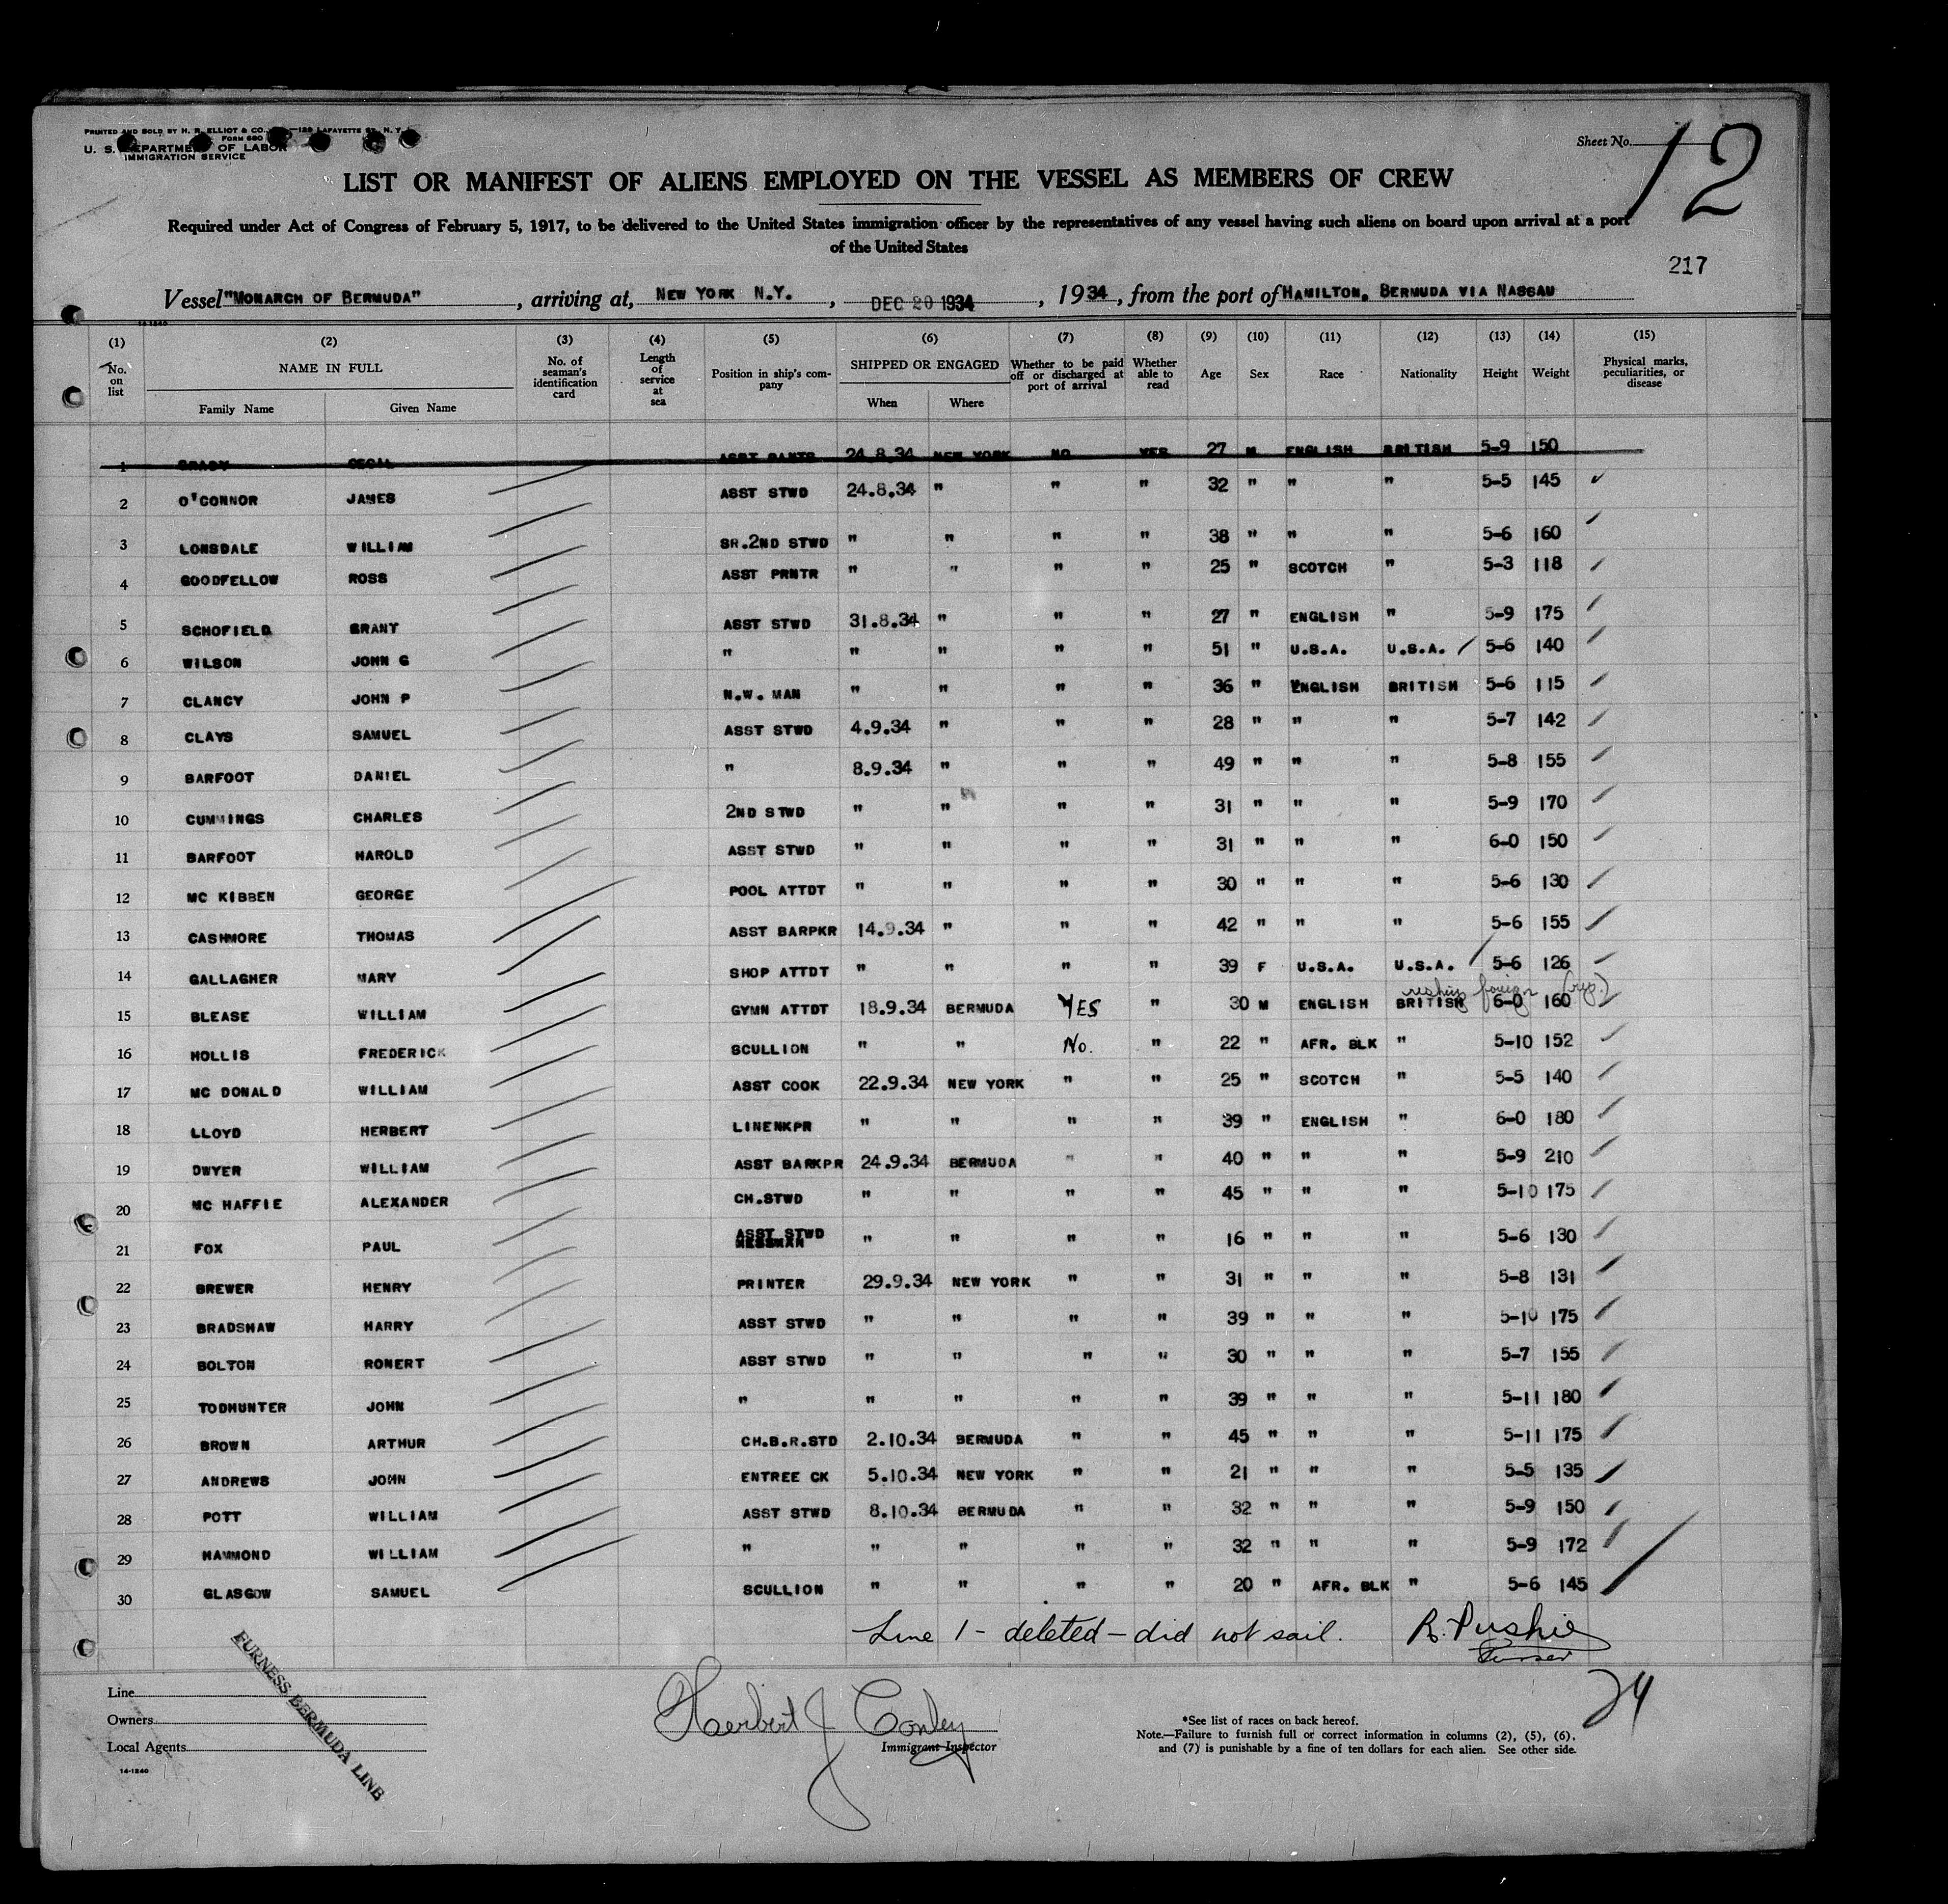 PRINTED AND SOLD BY H. R. ELLIOT & CO. 129 LAFAYETTE ST. N. Y.
FORM 680
U. S. DEPARTMENT OF LABOR
IMMIGRATION SERVICE
Sheet No. 12
LIST OR MANIFEST OF ALIENS EMPLOYED ON THE VESSEL AS MEMBERS OF CREW
Required under Act of Congress of February 5, 1917, to be delivered to the United States immigration officer by the representatives of any vessel having such aliens on board upon arrival at a port
of the United States
217
Vessel "MONARCH OF BERMUDA", arriving at, NEW YORK N.Y., DEC 20 1934, 1934, from the port of HAMILTON, BERMUDA VIA NASSAU
14-1240
(1) (2) (3) (4) (5) (6) (7) (8) (9) (10) (11) (12) (13) (14) (15)
No. on list NAME IN FULL No. of seaman's identification card Length of service at sea Position in ship's company SHIPPED OR ENGAGED Whether to be paid off or discharged at port of arrival Whether able to read Age Sex Race Nationality Height Weight Physical marks, peculiarities, or disease
Family Name Given Name When Where
1 GRADY CECIL ASST PANTR 24.8.34 NEW YORK NO YES 27 M ENGLISH BRITISH 5-9 150
2 O'CONNOR JAMES ASST STWD 24.8.34 " " " 32 " " " 5-5 145
3 LONSDALE WILLIAM SR.2ND STWD " " " " 38 " " " 5-6 160
4 GOODFELLOW ROSS ASST PRNTR " " " " 25 " SCOTCH " 5-3 118
5 SCHOFIELD GRANT ASST STWD 31.8.34 " " " 27 " ENGLISH " 5-9 175
6 WILSON JOHN G " " " " " 51 " U.S.A. U.S.A. 5-6 140
7 CLANCY JOHN P N.W. MAN " " " " 36 " ENGLISH BRITISH 5-6 115
8 CLAYS SAMUEL ASST STWD 4.9.34 " " " 28 " " " 5-7 142
9 BARFOOT DANIEL " 8.9.34 " " " 49 " " " 5-8 155
10 CUMMINGS CHARLES 2ND STWD " " " " 31 " " " 5-9 170
11 BARFOOT HAROLD ASST STWD " " " " 31 " " " 6-0 150
12 MC KIBBEN GEORGE POOL ATTDT " " " " 30 " " " 5-6 130
13 CASHMORE THOMAS ASST BARPKR 14.9.34 " " " 42 " " " 5-6 155
14 GALLAGHER MARY SHOP ATTDT " " " " 39 F U.S.A. U.S.A. 5-6 126
reship foreign
15 BLEASE WILLIAM GYMN ATTDT 18.9.34 BERMUDA YES " 30 M ENGLISH BRITISH 6-0 160
16 HOLLIS FREDERICK SCULLION " " No. " 22 " AFR. BLK " 5-10 152
17 MC DONALD WILLIAM ASST COOK 22.9.34 NEW YORK " " 25 " SCOTCH " 5-5 140
18 LLOYD HERBERT LINENKPR " " " " 39 " ENGLISH " 6-0 180
19 DWYER WILLIAM ASST BARKPR 24.9.34 BERMUDA " " 40 " " " 5-9 210
20 MC HAFFIE ALEXANDER CH.STWD " " " " 45 " " " 5-10 175
21 FOX PAUL ASST STWD MESSMAN " " " " 16 " " " 5-6 130
22 BREWER HENRY PRINTER 29.9.34 NEW YORK " " 31 " " " 5-8 131
23 BRADSHAW HARRY ASST STWD " " " " 39 " " " 5-10 175
24 BOLTON RONERT ASST STWD " " " " 30 " " " 5-7 155
25 TODHUNTER JOHN " " " " " 39 " " " 5-11 180
26 BROWN ARTHUR CH.B.R.STD 2.10.34 BERMUDA " " 45 " " " 5-11 175
27 ANDREWS JOHN ENTREE CK 5.10.34 NEW YORK " " 21 " " " 5-5 135
28 POTT WILLIAM ASST STWD 8.10.34 BERMUDA " " 32 " " " 5-9 150
29 HAMMOND WILLIAM " " " " " 32 " " " 5-9 172
30 GLASGOW SAMUEL SCULLION " " " " 20 " AFR. BLK " 5-6 145
Line 1 - deleted - did not sail. R. Pushie
Purser
24
Line
Owners
Local Agents
FURNESS BERMUDA LINE
14-1240
Herbert J Conley
Immigrant Inspector
*See list of races on back hereof.
Note.—Failure to furnish full or correct information in columns (2), (5), (6),
and (7) is punishable by a fine of ten dollars for each alien. See other side.